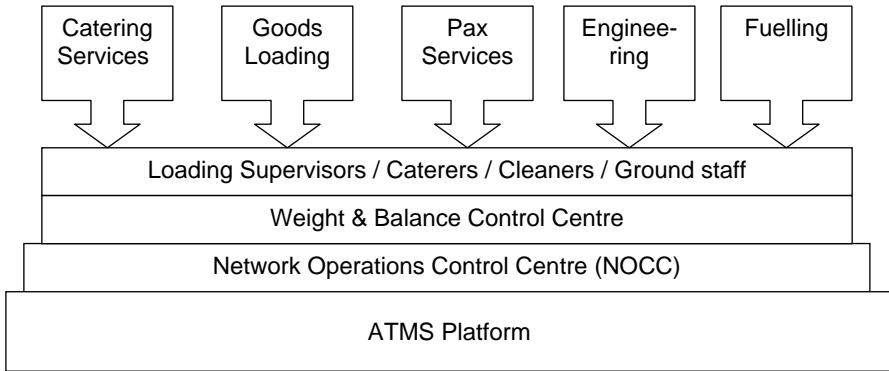 Catering
Services
Goods
Loading
Pax
Services
Enginee-
ring
Fuelling
Loading Supervisors / Caterers / Cleaners / Ground staff
Weight & Balance Control Centre
Network Operations Control Centre (NOCC)
ATMS Platform